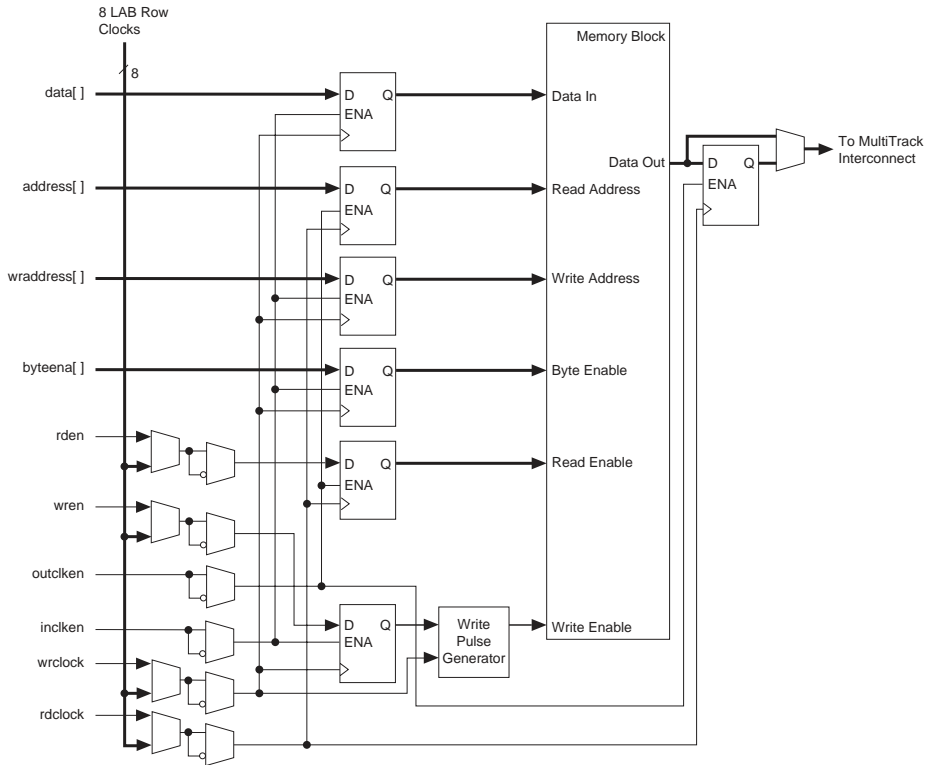 8 LAB Row
Clocks
8
Memory Block
data[ ]
D Q
ENA
Data In
To MultiTrack
Interconnect
Data Out
D Q
ENA
address[ ]
D Q
ENA
Read Address
wraddress[ ]
D Q
ENA
Write Address
byteena[ ]
D Q
ENA
Byte Enable
rden
D Q
ENA
Read Enable
wren
outclken
inclken
D Q
ENA
Write
Pulse
Generator
Write Enable
wrclock
rdclock